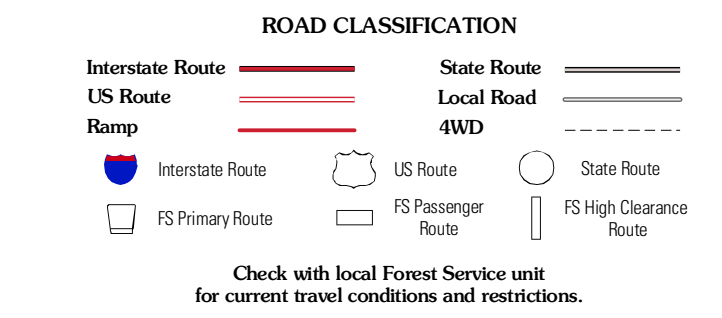 ROAD CLASSIFICATION
Interstate Route
State Route
US Route
Local Road
Ramp
4WD
Interstate Route
US Route
State Route
FS Primary Route
FS Passenger
Route
FS High Clearance
Route
Check with local Forest Service unit
for current travel conditions and restrictions.